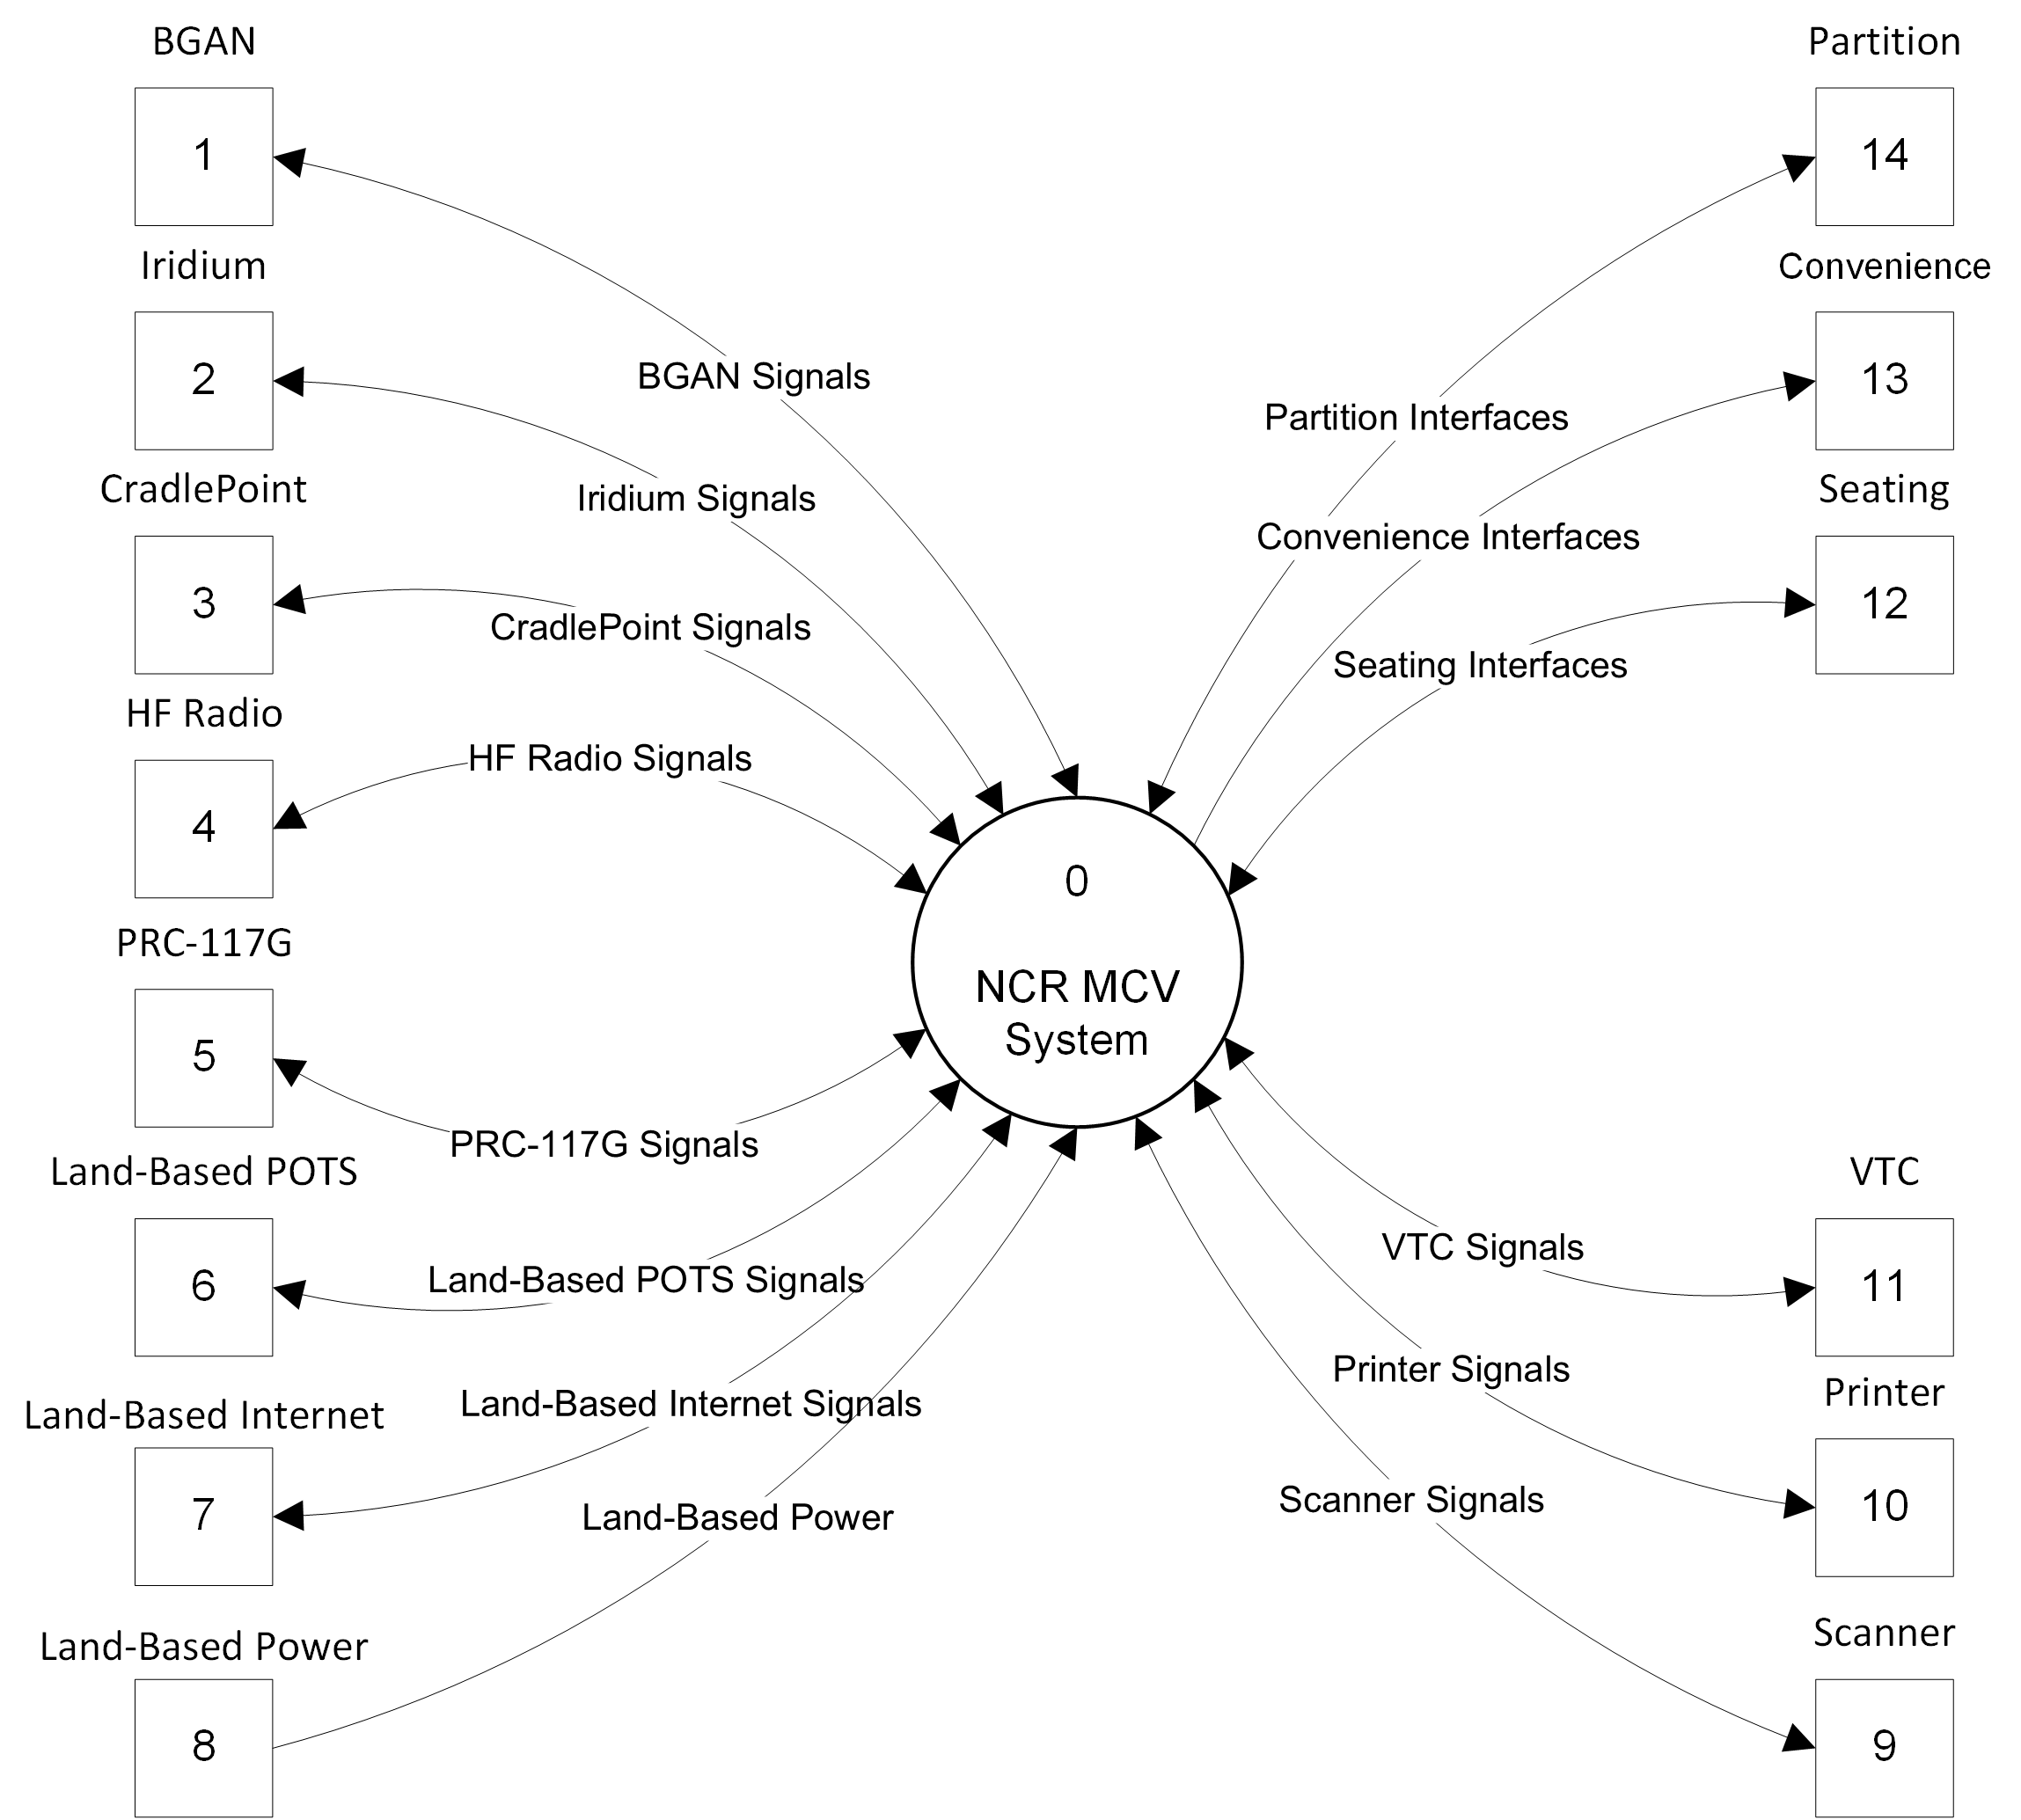 BGAN
1
Iridium
2
CradlePoint
3
HF Radio
4
PRC-117G
5
Land-Based POTS
6
Land-Based Internet
7
Land-Based Power
8
BGAN Signals
Iridium Signals
CradlePoint Signals
HF Radio Signals
PRC-117G Signals
Land-Based POTS Signals
Land-Based Internet Signals
Land-Based Power
0
NCR MCV
System
Partition Interfaces
Convenience Interfaces
Seating Interfaces
VTC Signals
Printer Signals
Scanner Signals
Partition
14
Convenience
13
Seating
12
VTC
11
Printer
10
Scanner
9